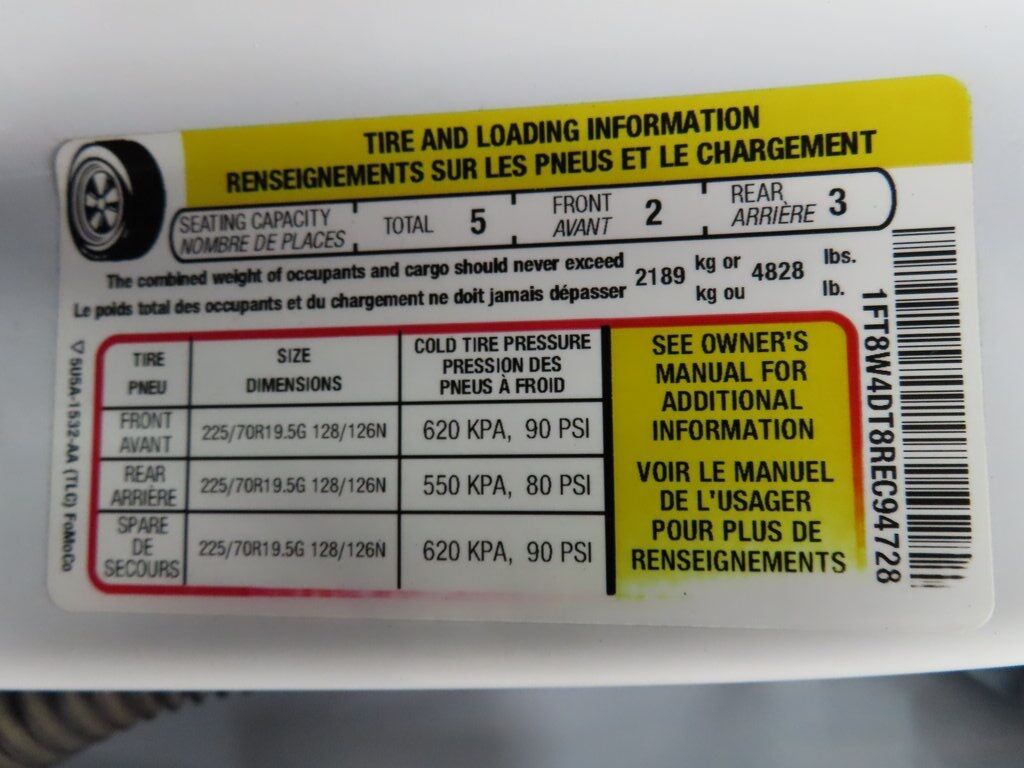 TIRE AND LOADING INFORMATION
RENSEIGNEMENTS SUR LES PNEUS ET LE CHARGEMENT
SEATING CAPACITY
NOMBRE DE PLACES
TOTAL 5
FRONT
AVANT
2
REAR
ARRIÈRE
3
The combined weight of occupants and cargo should never exceed 2189 kg or 4828 lbs.
Le poids total des occupants et du chargement ne doit jamais dépasser kg ou lb.
TIRE
PNEU
SIZE
DIMENSIONS
COLD TIRE PRESSURE
PRESSION DES
PNEUS À FROID
FRONT
AVANT
225/70R19.5G 128/126N
620 KPA, 90 PSI
REAR
ARRIÈRE
225/70R19.5G 128/126N
550 KPA, 80 PSI
SPARE
DE
SECOURS
225/70R19.5G 128/126N
620 KPA, 90 PSI
SEE OWNER'S
MANUAL FOR
ADDITIONAL
INFORMATION
VOIR LE MANUEL
DE L'USAGER
POUR PLUS DE
RENSEIGNEMENTS
1FT8W4DT8REC94728
▽ 5U5A-1532-AA (TLC) FoMoCo